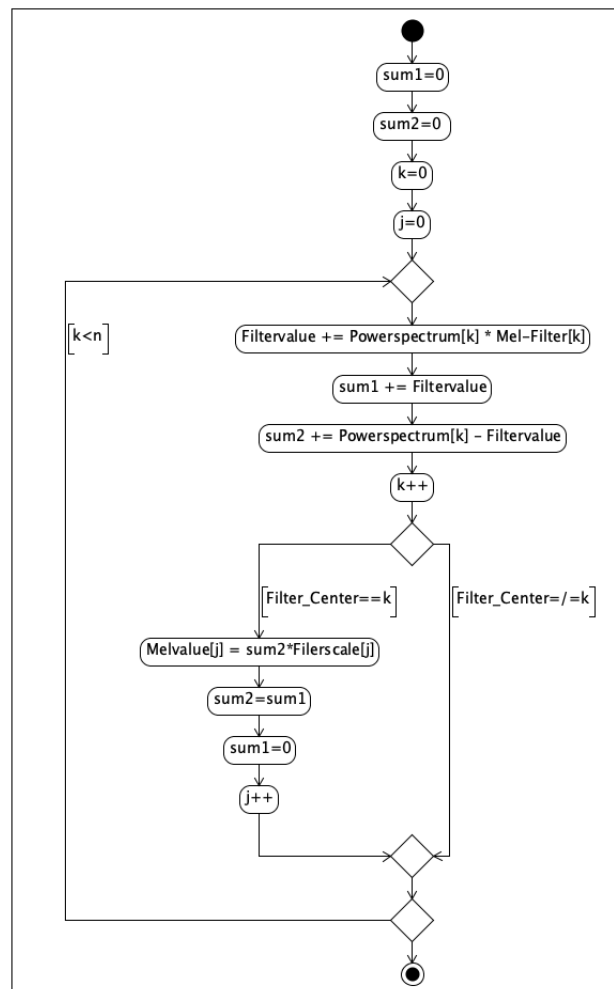 sum1=0
sum2=0
k=0
j=0
[k<n]
Filtervalue += Powerspectrum[k] * Mel-Filter[k]
sum1 += Filtervalue
sum2 += Powerspectrum[k] - Filtervalue
k++
[Filter_Center==k]
[Filter_Center=/=k]
Melvalue[j] = sum2*Filerscale[j]
sum2=sum1
sum1=0
j++